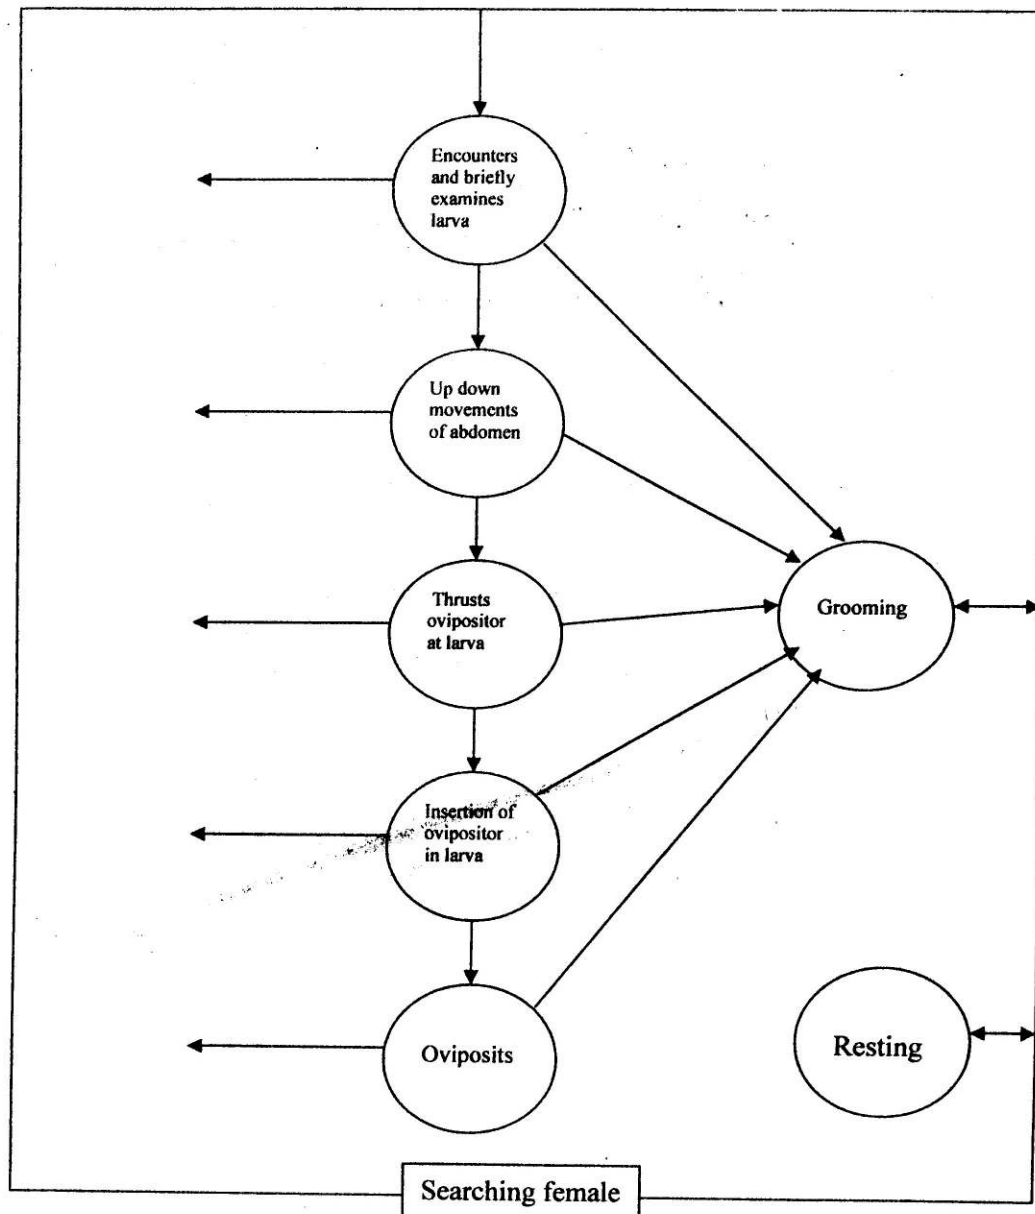 Encounters
and briefly
examines
larva
Up down
movements
of abdomen
Thrusts
ovipositor
at larva
Grooming
Insertion of
ovipositor
in larva
Oviposits
Resting
Searching female